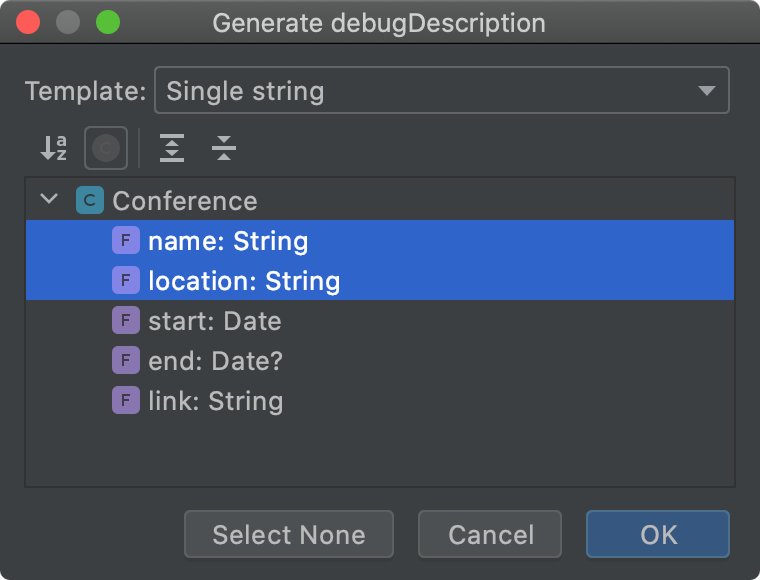 Generate debugDescription
Template: Single string
C Conference
F name: String
F location: String
F start: Date
F end: Date?
F link: String
Select None Cancel OK